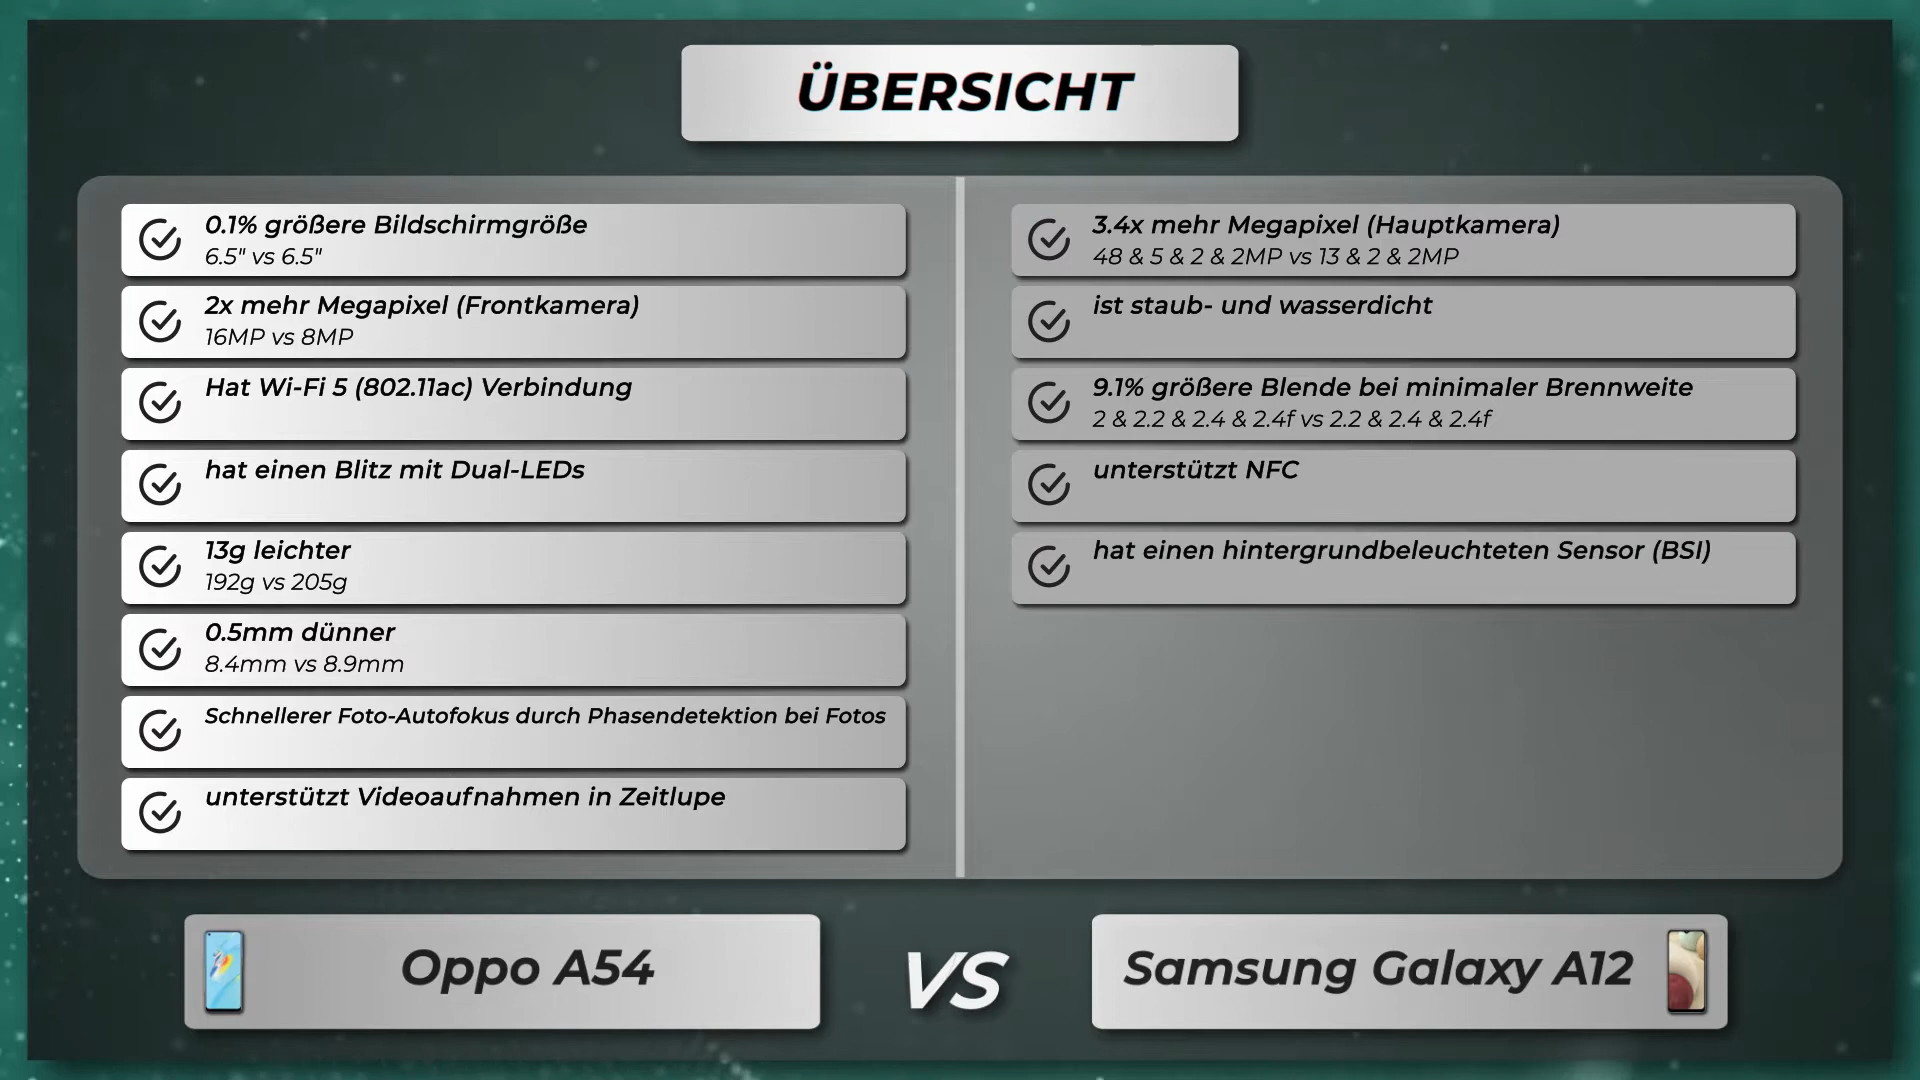 ÜBERSICHT
0.1% größere Bildschirmgröße
6.5" vs 6.5"
2x mehr Megapixel (Frontkamera)
16MP vs 8MP
Hat Wi-Fi 5 (802.11ac) Verbindung
hat einen Blitz mit Dual-LEDs
13g leichter
192g vs 205g
0.5mm dünner
8.4mm vs 8.9mm
Schnellerer Foto-Autofokus durch Phasendetektion bei Fotos
unterstützt Videoaufnahmen in Zeitlupe
3.4x mehr Megapixel (Hauptkamera)
48 & 5 & 2 & 2MP vs 13 & 2 & 2MP
ist staub- und wasserdicht
9.1% größere Blende bei minimaler Brennweite
2 & 2.2 & 2.4 & 2.4f vs 2.2 & 2.4 & 2.4f
unterstützt NFC
hat einen hintergrundbeleuchteten Sensor (BSI)
Oppo A54
VS
Samsung Galaxy A12